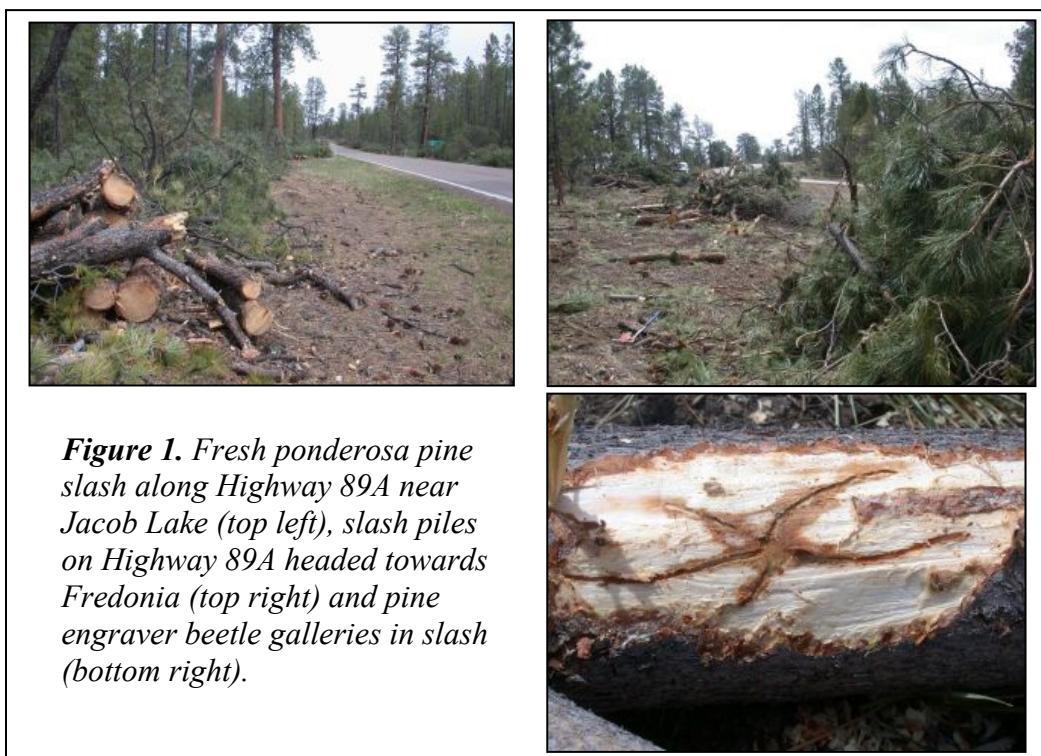 Figure 1. Fresh ponderosa pine
slash along Highway 89A near
Jacob Lake (top left), slash piles
on Highway 89A headed towards
Fredonia (top right) and pine
engraver beetle galleries in slash
(bottom right).